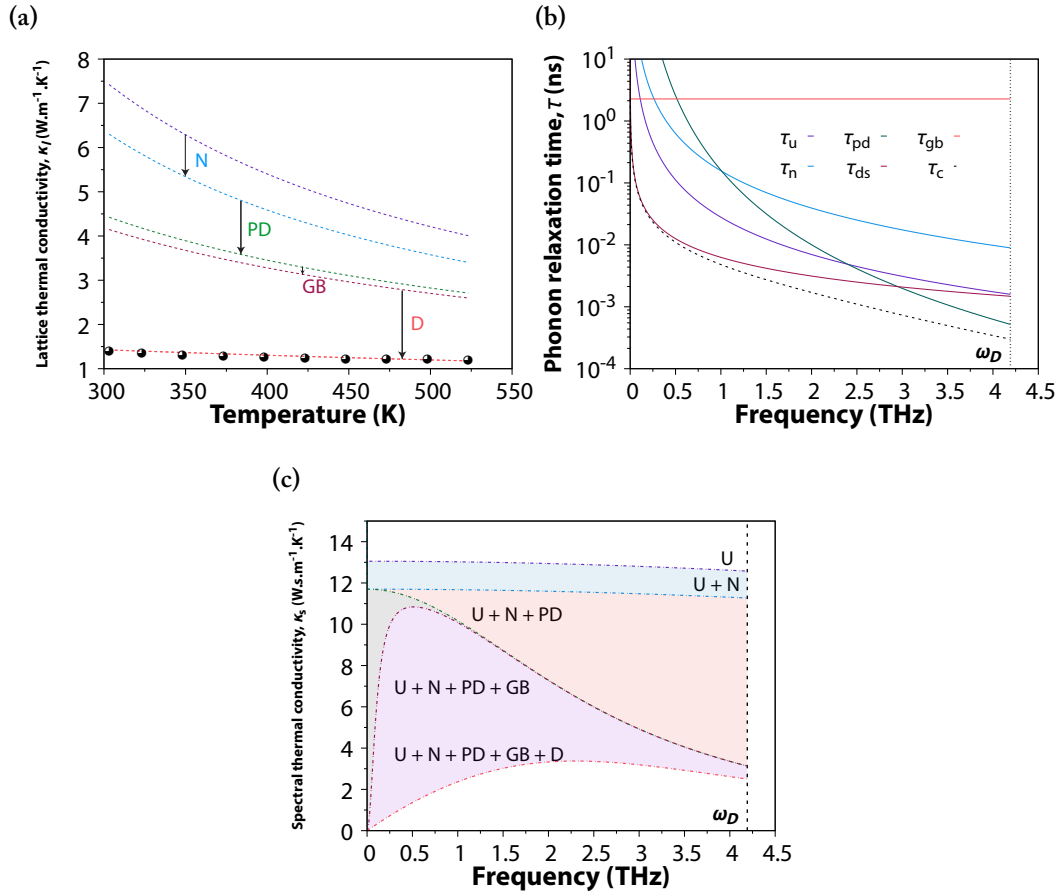 (a)
Lattice thermal conductivity, κl (W.m⁻¹.K⁻¹)
8
7
6
5
4
3
2
1
N
PD
GB
D
300 350 400 450 500 550
Temperature (K)
(b)
Phonon relaxation time, τ (ns)
10¹
10⁰
10⁻¹
10⁻²
10⁻³
10⁻⁴
τu τpd τgb
τn τds τc
ωD
0 0.5 1 1.5 2 2.5 3 3.5 4 4.5
Frequency (THz)
(c)
Spectral thermal conductivity, κs (W.s.m⁻¹.K⁻¹)
14
12
10
8
6
4
2
0
U
U + N
U + N + PD
U + N + PD + GB
U + N + PD + GB + D
ωD
0 0.5 1 1.5 2 2.5 3 3.5 4 4.5
Frequency (THz)